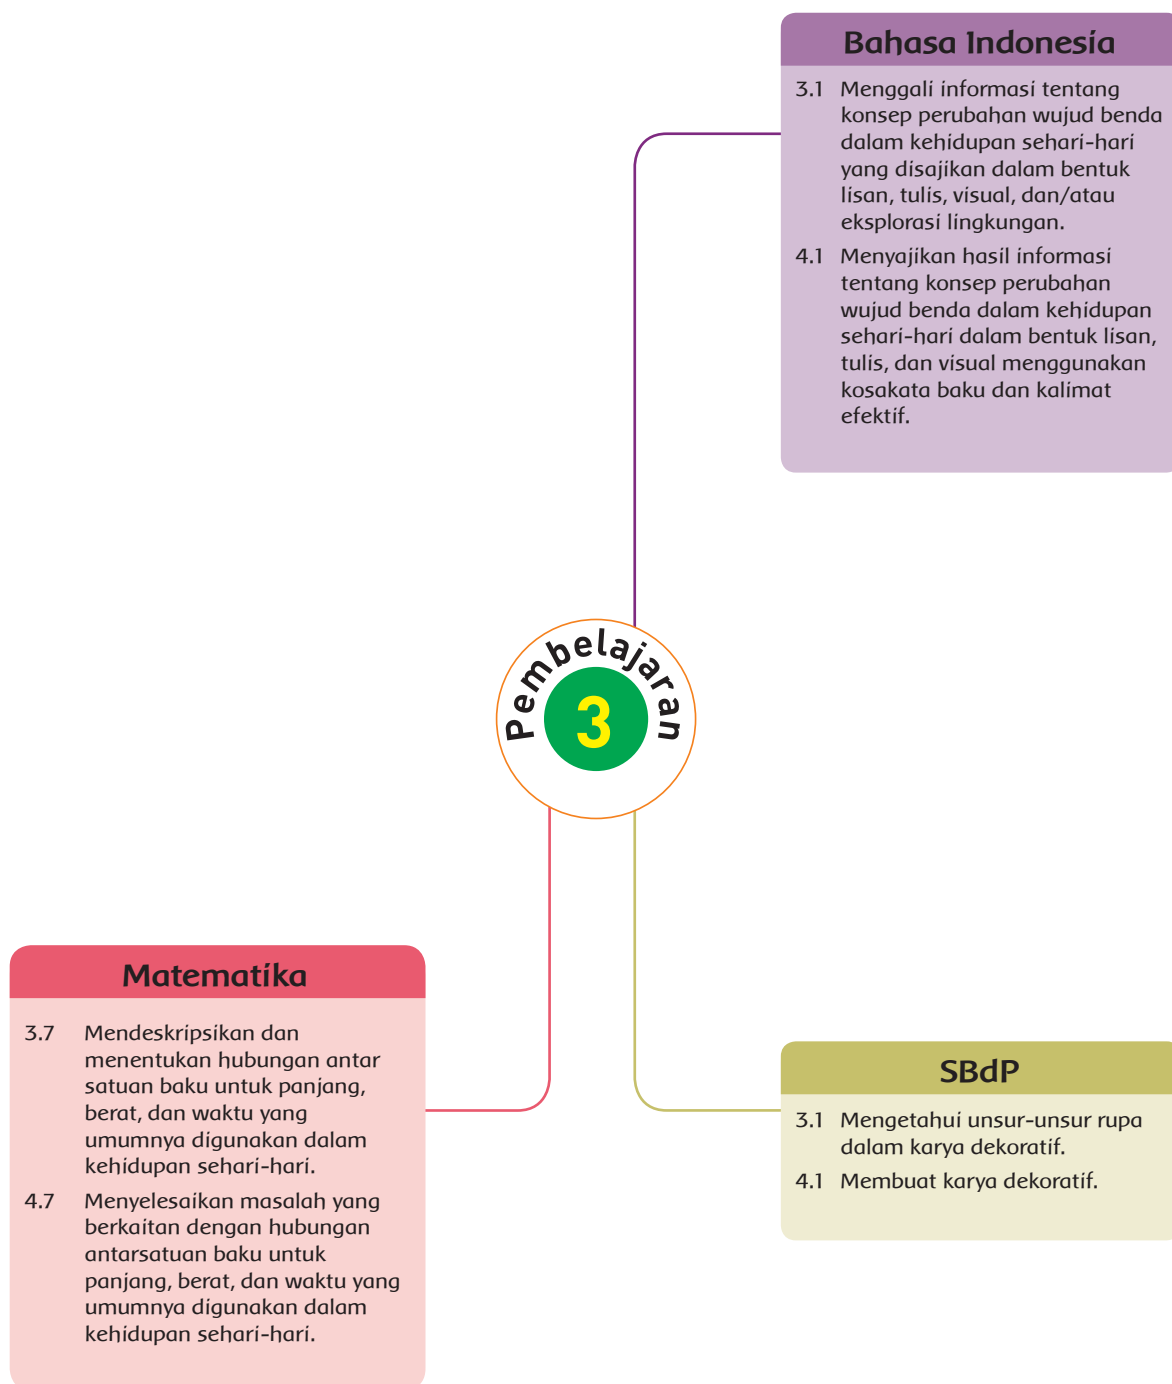 Bahasa Indonesia
3.1 Menggali informasi tentang
konsep perubahan wujud benda
dalam kehidupan sehari-hari
yang disajikan dalam bentuk
lisan, tulis, visual, dan/atau
eksplorasi lingkungan.
4.1 Menyajikan hasil informasi
tentang konsep perubahan
wujud benda dalam kehidupan
sehari-hari dalam bentuk lisan,
tulis, dan visual menggunakan
kosakata baku dan kalimat
efektif.
Pembelajaran
3
Matematika
3.7 Mendeskripsikan dan
menentukan hubungan antar
satuan baku untuk panjang,
berat, dan waktu yang
umumnya digunakan dalam
kehidupan sehari-hari.
4.7 Menyelesaikan masalah yang
berkaitan dengan hubungan
antarsatuan baku untuk
panjang, berat, dan waktu yang
umumnya digunakan dalam
kehidupan sehari-hari.
SBdP
3.1 Mengetahui unsur-unsur rupa
dalam karya dekoratif.
4.1 Membuat karya dekoratif.